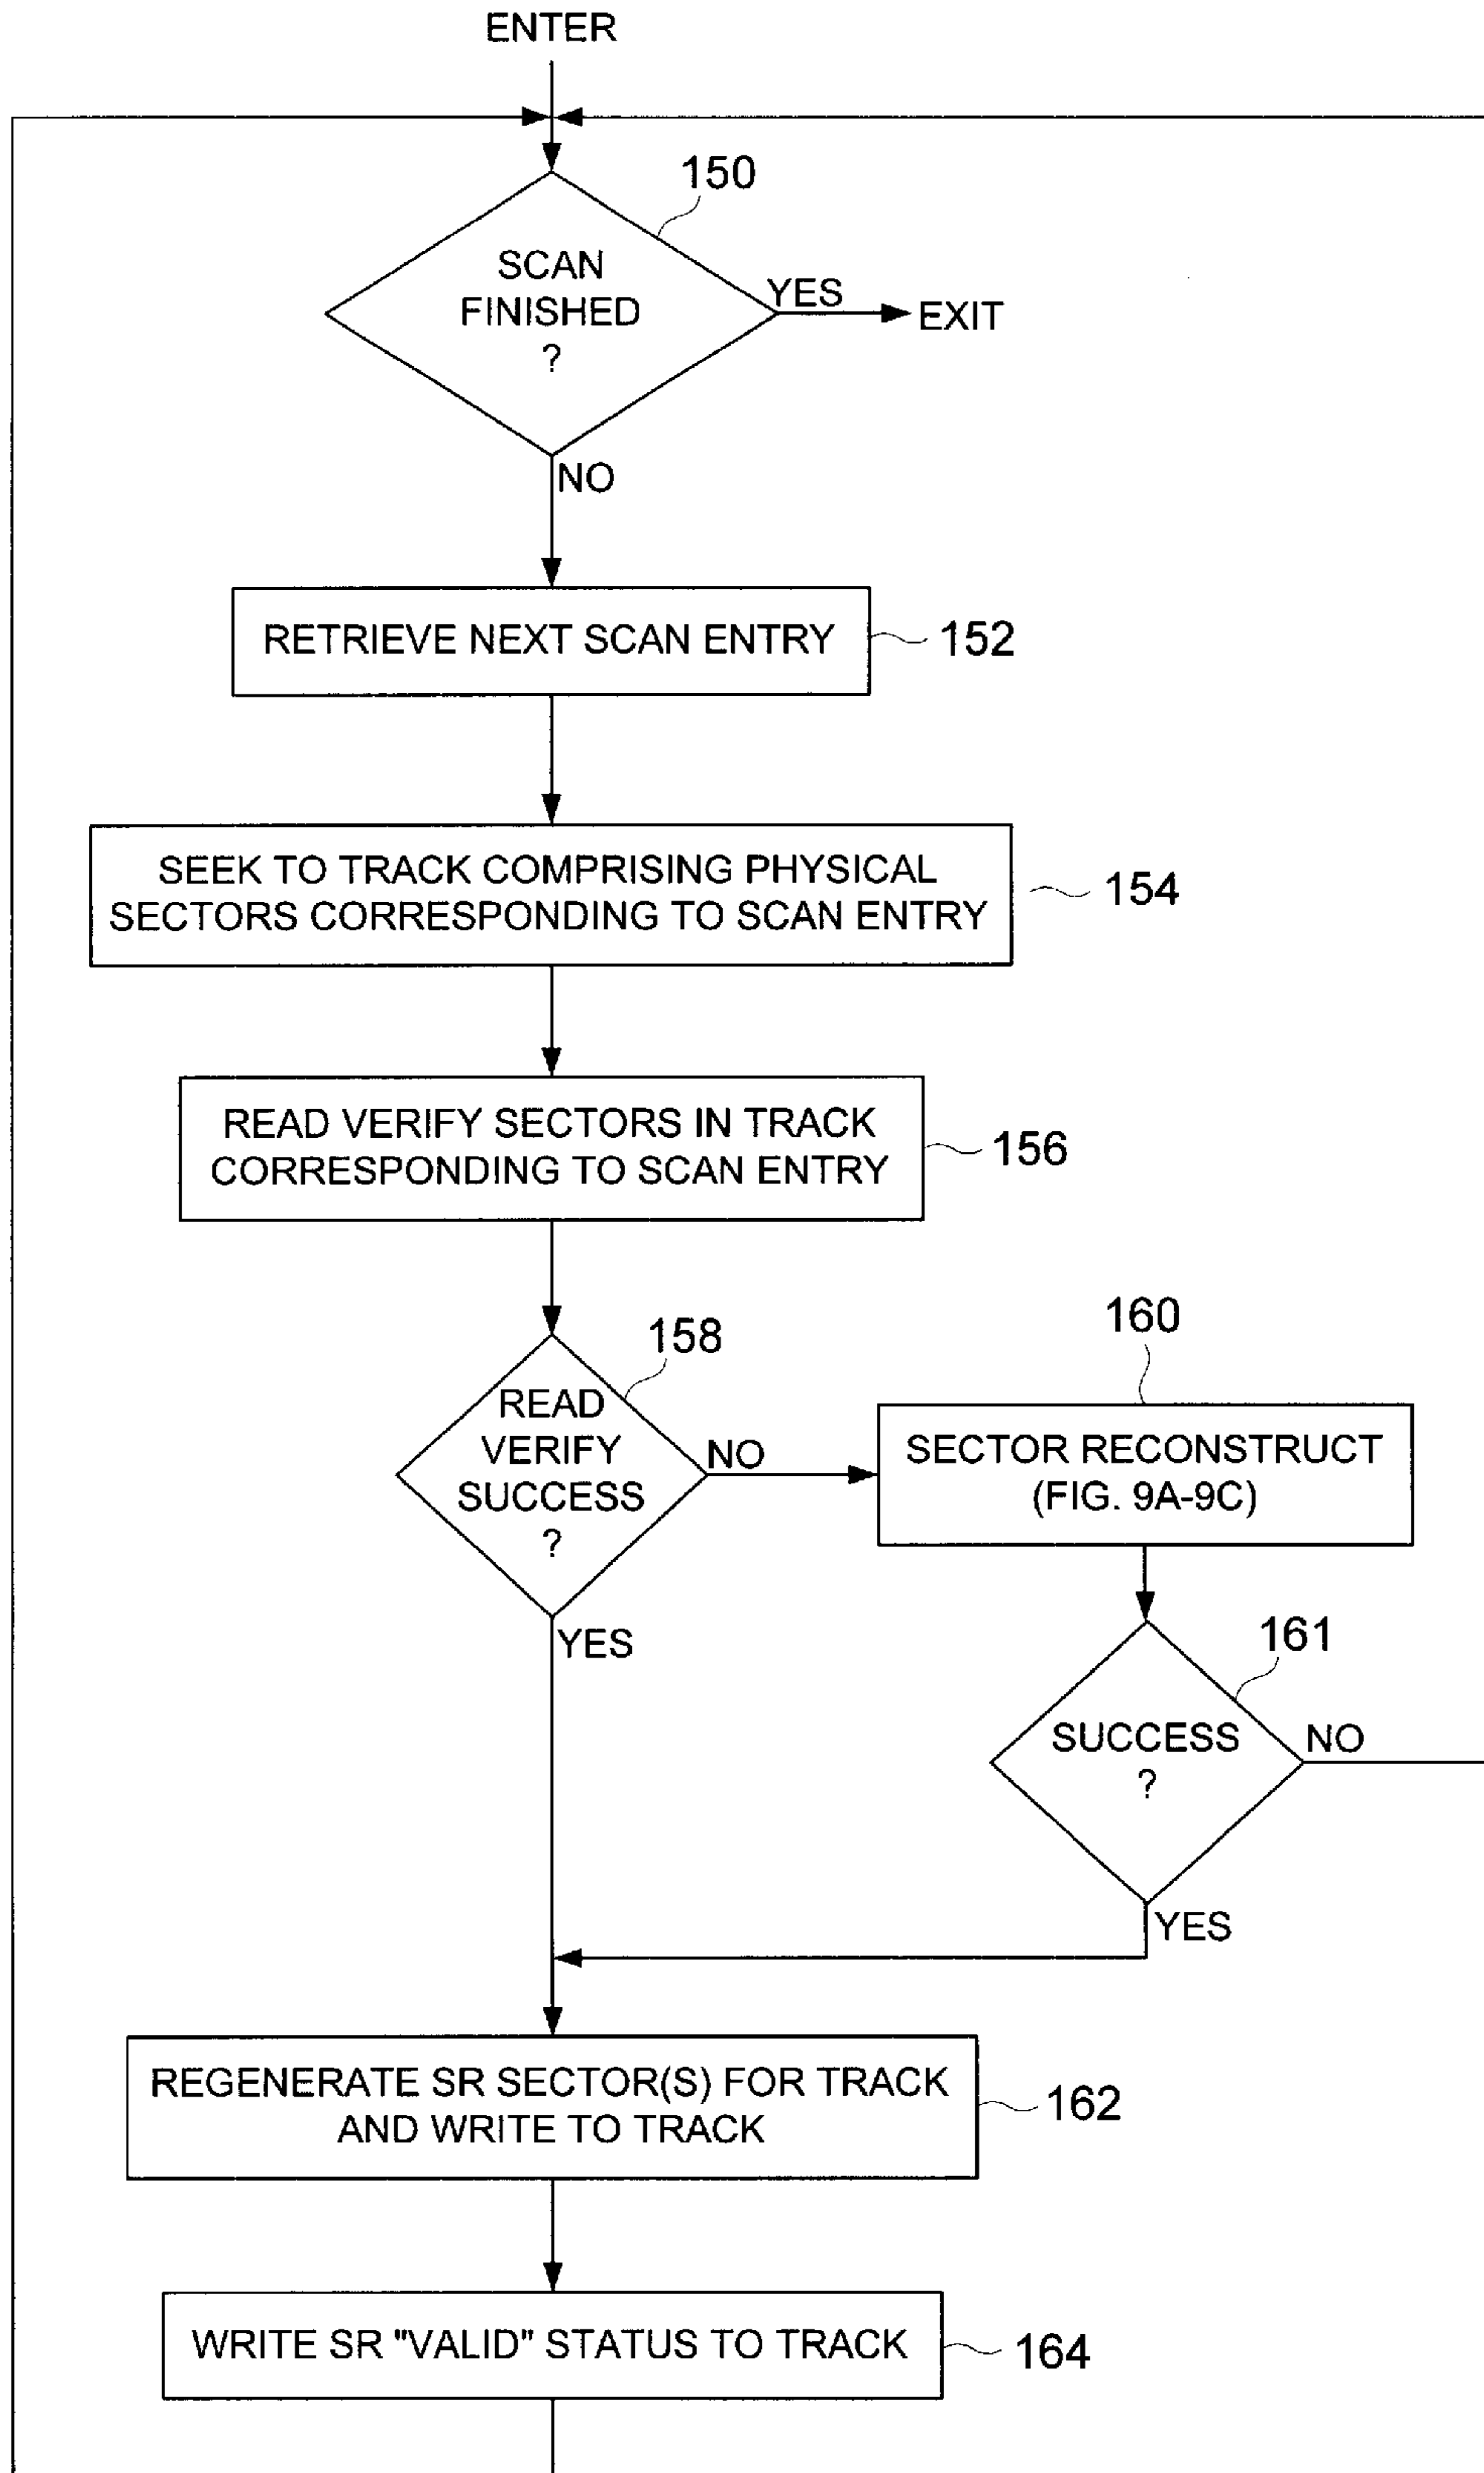 ENTER
150
SCAN
FINISHED
?
YES
EXIT
NO
RETRIEVE NEXT SCAN ENTRY
152
SEEK TO TRACK COMPRISING PHYSICAL
SECTORS CORRESPONDING TO SCAN ENTRY
154
READ VERIFY SECTORS IN TRACK
CORRESPONDING TO SCAN ENTRY
156
158
READ
VERIFY
SUCCESS
?
NO
YES
160
SECTOR RECONSTRUCT
(FIG. 9A-9C)
161
SUCCESS
?
NO
YES
REGENERATE SR SECTOR(S) FOR TRACK
AND WRITE TO TRACK
162
WRITE SR "VALID" STATUS TO TRACK
164